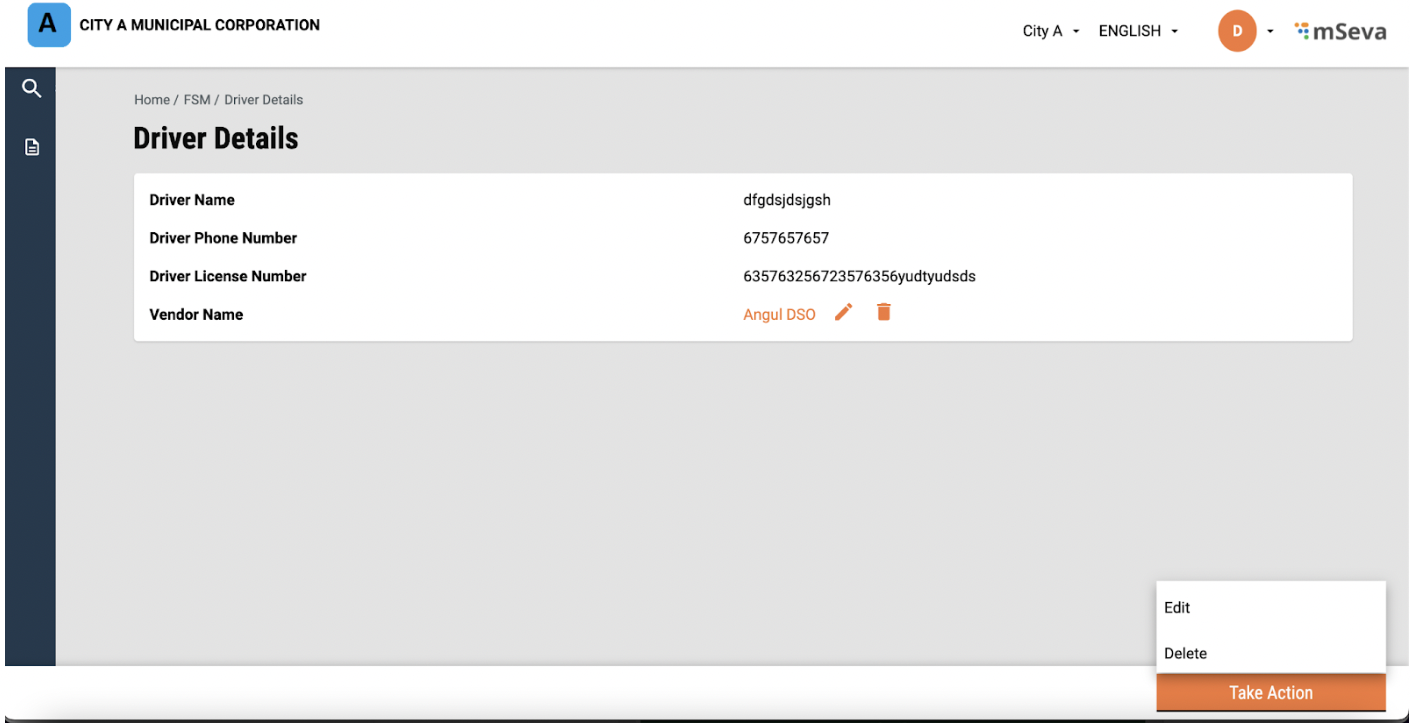 A CITY A MUNICIPAL CORPORATION City A ENGLISH D mSeva
Home / FSM / Driver Details
Driver Details
Driver Name dfgdsjdsjgsh
Driver Phone Number 6757657657
Driver License Number 635763256723576356yudtyudsds
Vendor Name Angul DSO
Edit
Delete
Take Action